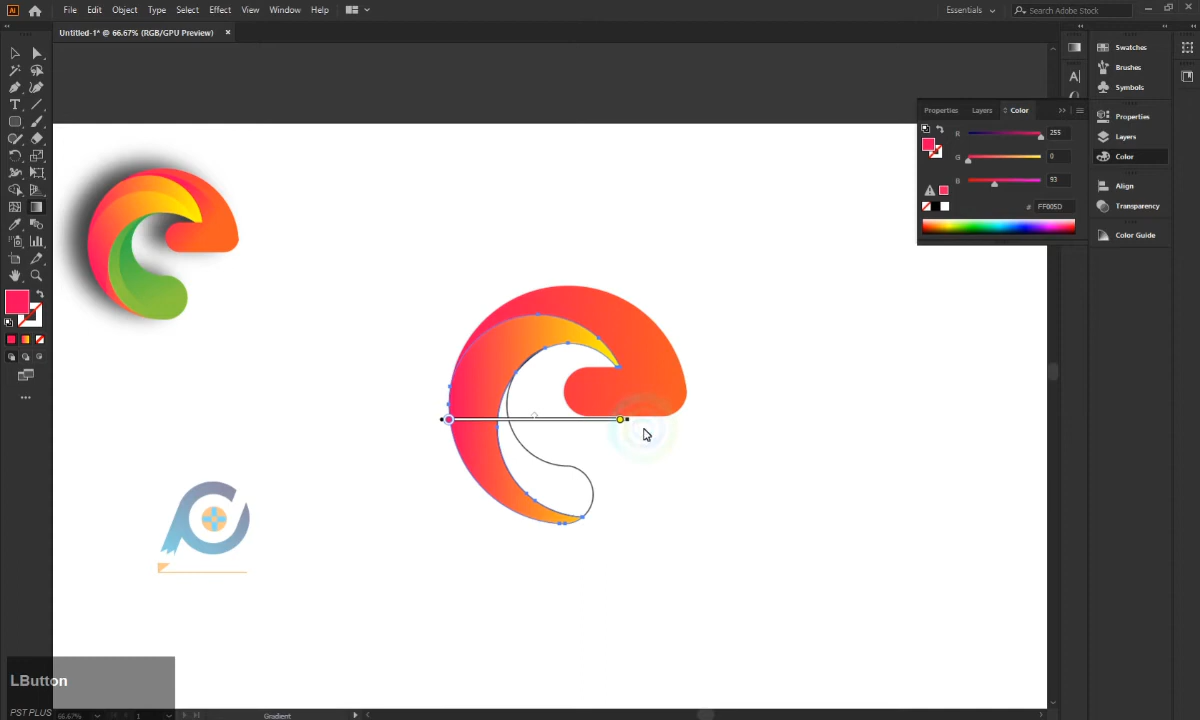 Ai File Edit Object Type Select Effect View Window Help Essentials Search Adobe Stock
Untitled-1* @ 66.67% (RGB/GPU Preview) ×
Swatches
Brushes
Symbols
Properties
Layers
Color
Align
Transparency
Color Guide
Properties Layers Color
R 255
G 0
B 93
# FF005D
LButton
PST PLUS 66.67% 1 Gradient